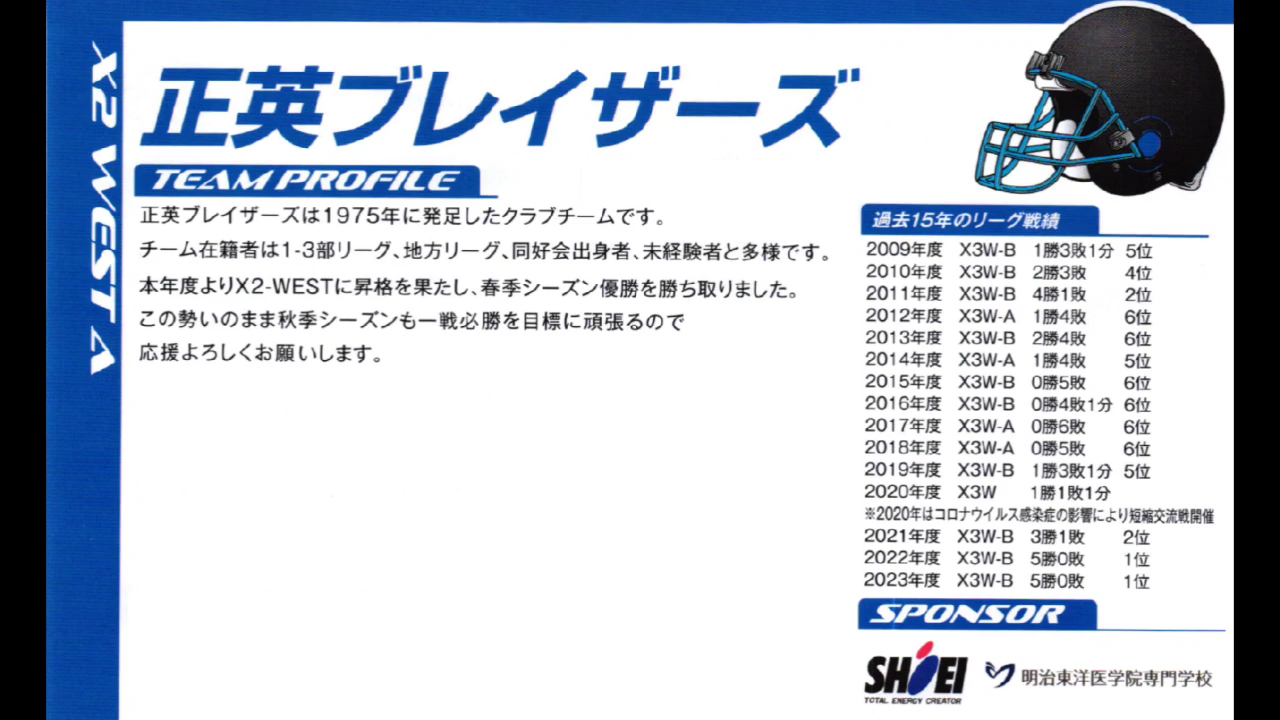 X2 WEST A
正英ブレイザーズ
TEAM PROFILE
正英ブレイザーズは1975年に発足したクラブチームです。
チーム在籍者は1-3部リーグ、地方リーグ、同好会出身者、未経験者と多様です。
本年度よりX2-WESTに昇格を果たし、春季シーズン優勝を勝ち取りました。
この勢いのまま秋季シーズンも一戦必勝を目標に頑張るので
応援よろしくお願いします。
過去15年のリーグ戦績
2009年度 X3W-B 1勝3敗1分 5位
2010年度 X3W-B 2勝3敗 4位
2011年度 X3W-B 4勝1敗 2位
2012年度 X3W-A 1勝4敗 6位
2013年度 X3W-B 2勝4敗 6位
2014年度 X3W-A 1勝4敗 5位
2015年度 X3W-B 0勝5敗 6位
2016年度 X3W-B 0勝4敗1分 6位
2017年度 X3W-A 0勝6敗 6位
2018年度 X3W-A 0勝5敗 6位
2019年度 X3W-B 1勝3敗1分 5位
2020年度 X3W 1勝1敗1分
※2020年はコロナウイルス感染症の影響により短縮交流戦開催
2021年度 X3W-B 3勝1敗 2位
2022年度 X3W-B 5勝0敗 1位
2023年度 X3W-B 5勝0敗 1位
SPONSOR
SHOEI
TOTAL ENERGY CREATOR
明治東洋医学院専門学校